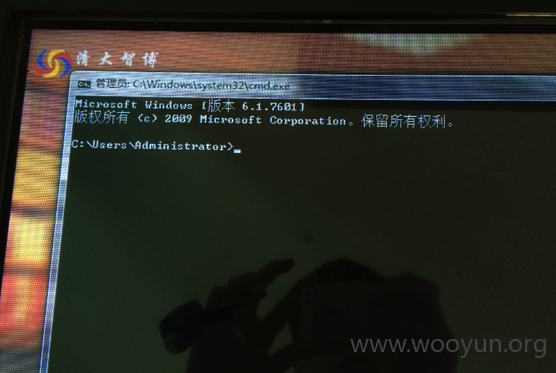 清大智博
管理员: C:\Windows\system32\cmd.exe
Microsoft Windows [版本 6.1.7601]
版权所有 (c) 2009 Microsoft Corporation。保留所有权利。
C:\Users\Administrator>
www.wooyun.org